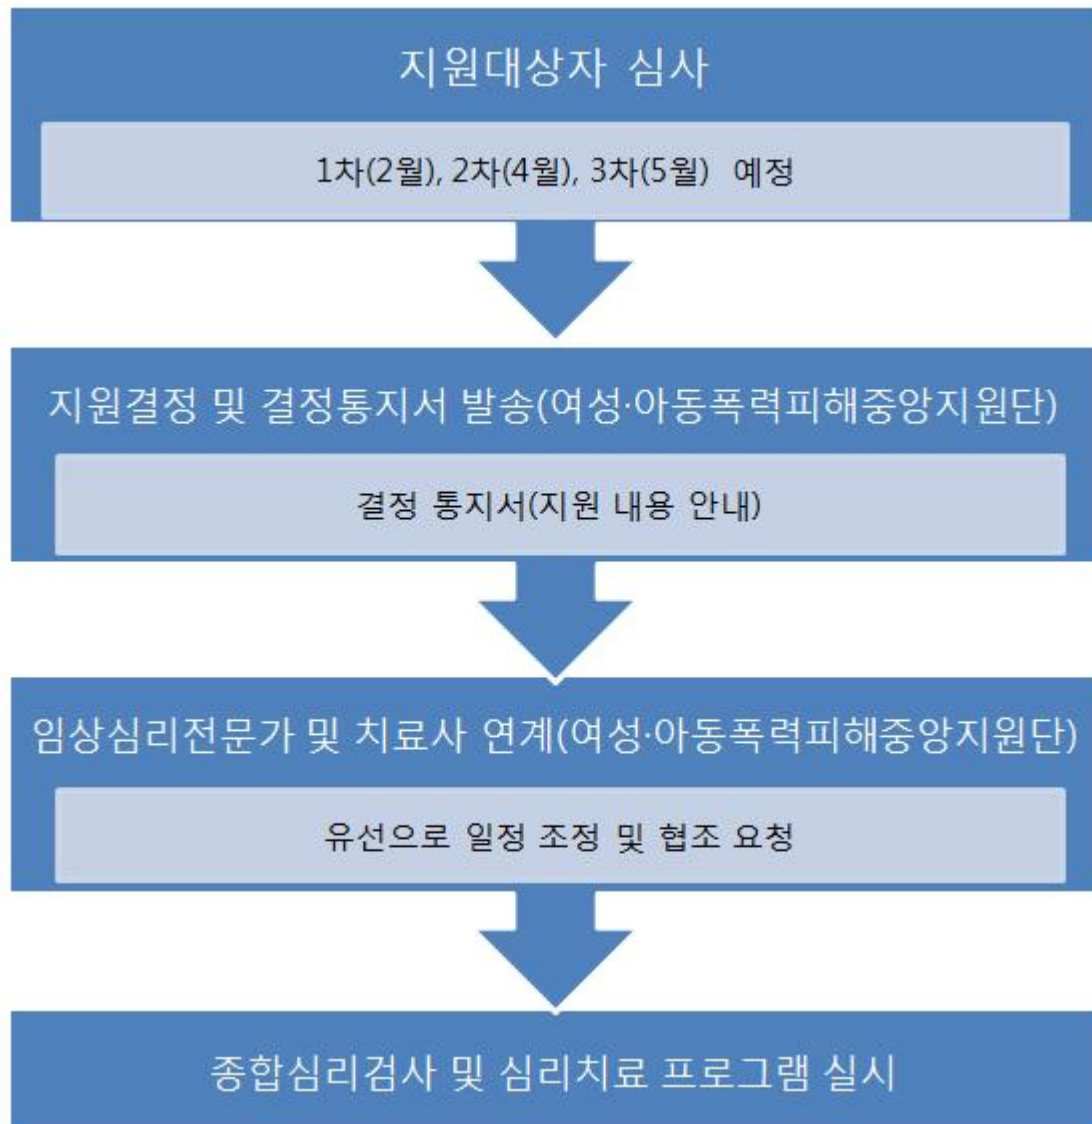 지원대상자 심사
1차(2월), 2차(4월), 3차(5월) 예정
지원결정 및 결정통지서 발송(여성·아동폭력피해중앙지원단)
결정 통지서(지원 내용 안내)
임상심리전문가 및 치료사 연계(여성·아동폭력피해중앙지원단)
유선으로 일정 조정 및 협조 요청
종합심리검사 및 심리치료 프로그램 실시